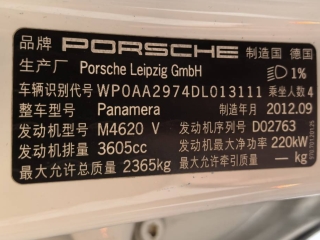 品牌 PORSCHE 制造国 德国
生产厂 Porsche Leipzig GmbH 1%
车辆识别代号 WP0AA2974DL013111 乘坐人数 4
整车型号 Panamera 制造年月 2012.09
发动机型号 M4620 V 发动机序列号 D02763
发动机排量 3605cc 发动机最大净功率 220kW
最大允许总质量 2365kg 最大允许牵引质量 — kg